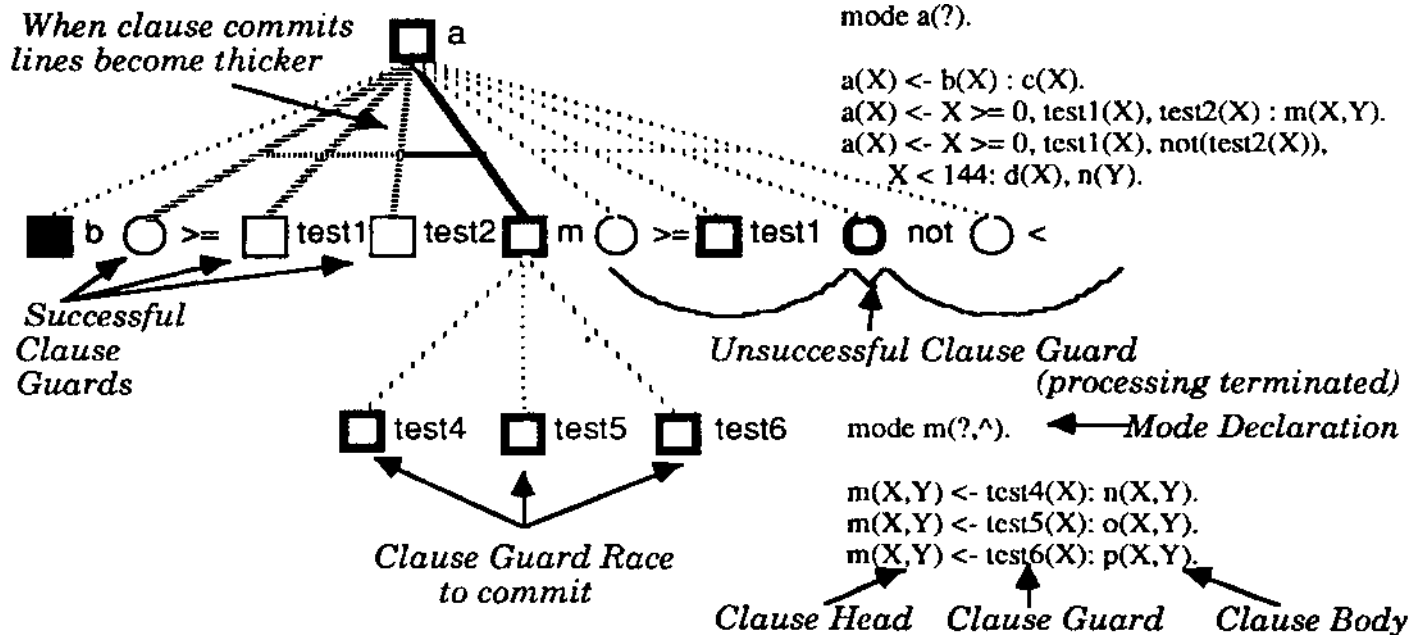 When clause commits
lines become thicker
a
mode a(?).
a(X) <- b(X) : c(X).
a(X) <- X >= 0, test1(X), test2(X) : m(X,Y).
a(X) <- X >= 0, test1(X), not(test2(X)),
X < 144: d(X), n(Y).
b >= test1 test2 m >= test1 not <
Successful
Clause
Guards
Unsuccessful Clause Guard
(processing terminated)
test4 test5 test6
mode m(?,^).
Mode Declaration
m(X,Y) <- test4(X): n(X,Y).
m(X,Y) <- test5(X): o(X,Y).
m(X,Y) <- test6(X): p(X,Y).
Clause Guard Race
to commit
Clause Head Clause Guard Clause Body